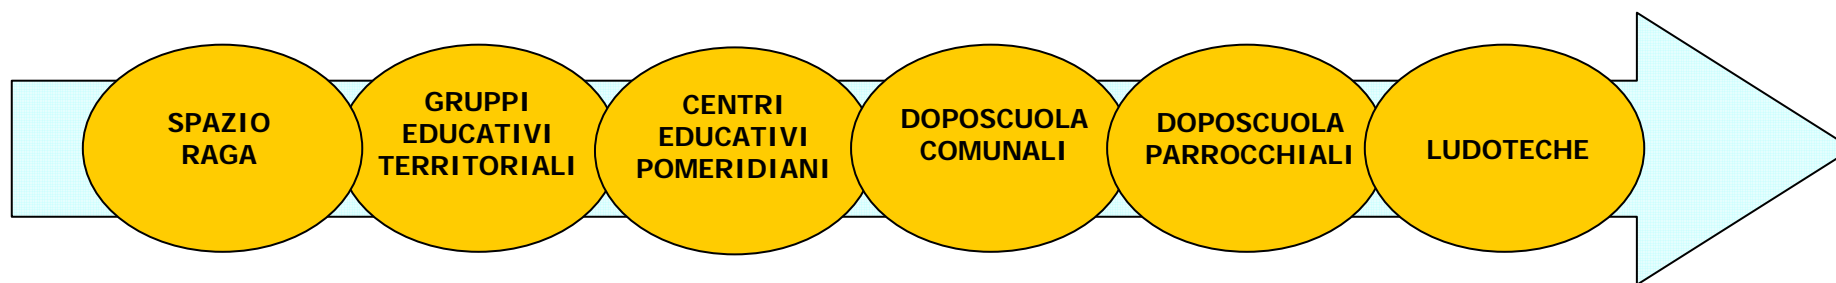 SPAZIO
RAGA
GRUPPI
EDUCATIVI
TERRITORIALI
CENTRI
EDUCATIVI
POMERIDIANI
DOPOSCUOLA
COMUNALI
DOPOSCUOLA
PARROCCHIALI
LUDOTECHE